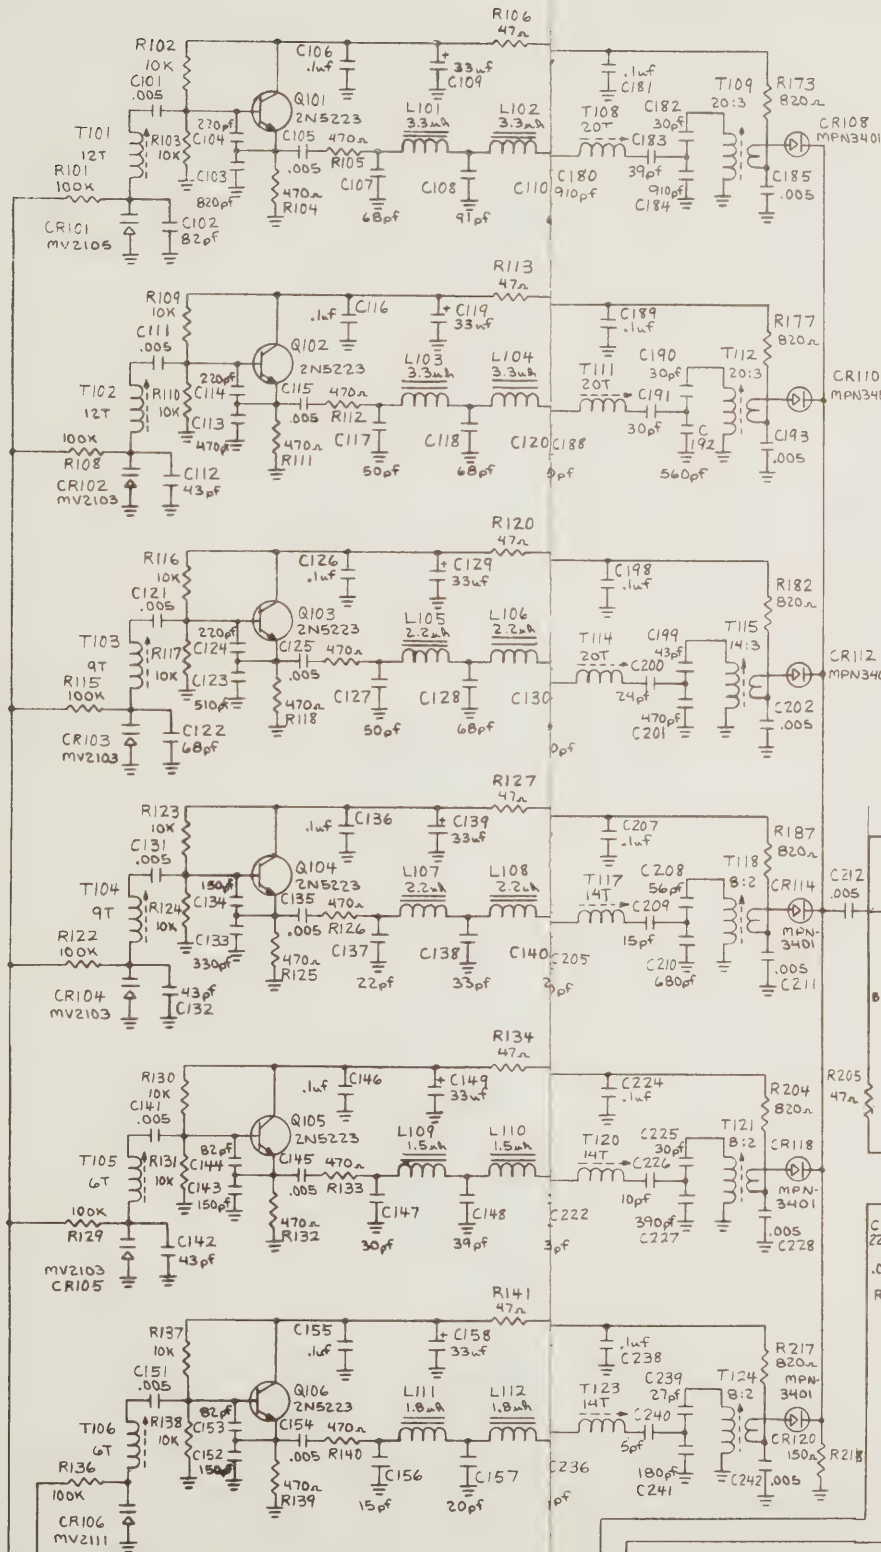 R106
47Ω
R102
10K
C106
.1uf
+
33uf
C109
.1uf
C181
T109
20:3
R173
820Ω
C101
.005
Q101
2N5223
L101
3.3uh
L102
3.3uh
T108
20T
C182
30pf
CR108
MPN3401
T101
12T
R103
10K
270pf
C104
C105
.005
470Ω
R105
C183
39pf
R101
100K
C103
820pf
470Ω
R104
C107
68pf
C108
91pf
C110
C180
910pf
910pf
C184
C185
.005
CR101
MV2105
C102
82pf
R113
47Ω
R109
10K
C116
.1uf
+ C119
33uf
C189
.1uf
R177
820Ω
C111
.005
Q102
2N5223
L103
3.3uh
L104
3.3uh
T111
20T
C190
30pf
T112
20:3
CR110
T102
12T
R110
10K
220pf
C114
C115
.005
470Ω
R112
C191
30pf
C113
470pf
470Ω
R111
C117
50pf
C118
68pf
C120
C188
C
192
560pf
C193
.005
100K
R108
CR102
MV2103
C112
43pf
R120
47Ω
R116
10K
C126
.1uf
+ C129
33uf
C198
.1uf
R182
820Ω
C121
.005
Q103
2N5223
L105
2.2uh
L106
2.2uh
T114
20T
C199
43pf
T115
14:3
CR112
T103
9T
R117
10K
220pf
C124
C125
.005
470Ω
C200
24pf
R115
100K
C123
510pf
470Ω
R118
C127
50pf
C128
68pf
C130
470pf
C201
C202
.005
CR103
MV2103
C122
68pf
R127
47Ω
R123
10K
C136
.1uf
+ C139
33uf
C207
.1uf
R187
820Ω
C131
.005
Q104
2N5223
L107
2.2uh
L108
2.2uh
T117
14T
C208
56pf
T118
8:2
CR114
MPN-
3401
C212
.005
T104
9T
R124
10K
150pf
C134
C135
.005
470Ω
R126
C209
15pf
R122
100K
C133
330pf
470Ω
R125
C137
22pf
C138
33pf
C140
C205
C210
680pf
.005
C211
CR104
MV2103
43pf
C132
R134
47Ω
R130
10K
C146
.1uf
+ C149
33uf
C224
.1uf
R204
820Ω
R205
47Ω
C141
.005
Q105
2N5223
L109
1.5uh
L110
1.5uh
T120
14T
C225
30pf
T121
8:2
CR118
MPN-
3401
T105
6T
R131
10K
82pf
C144
C145
.005
470Ω
R133
C226
10pf
C143
150pf
470Ω
R132
C147
30pf
C148
39pf
C222
390pf
C227
.005
C228
100K
R129
MV2103
CR105
C142
43pf
R141
47Ω
R137
10K
C155
.1uf
+ C158
33uf
.1uf
C238
R217
820Ω
MPN-
3401
C151
.005
Q106
2N5223
L111
1.8uh
L112
1.8uh
T123
14T
C239
27pf
T124
8:2
T106
6T
R138
10K
82pf
C153
C154
.005
470Ω
R140
C240
5pf
CR120
150Ω
R218
R136
100K
C152
150pf
470Ω
R139
C156
15pf
C157
20pf
C236
180pf
C241
C242
.005
CR106
MV2111